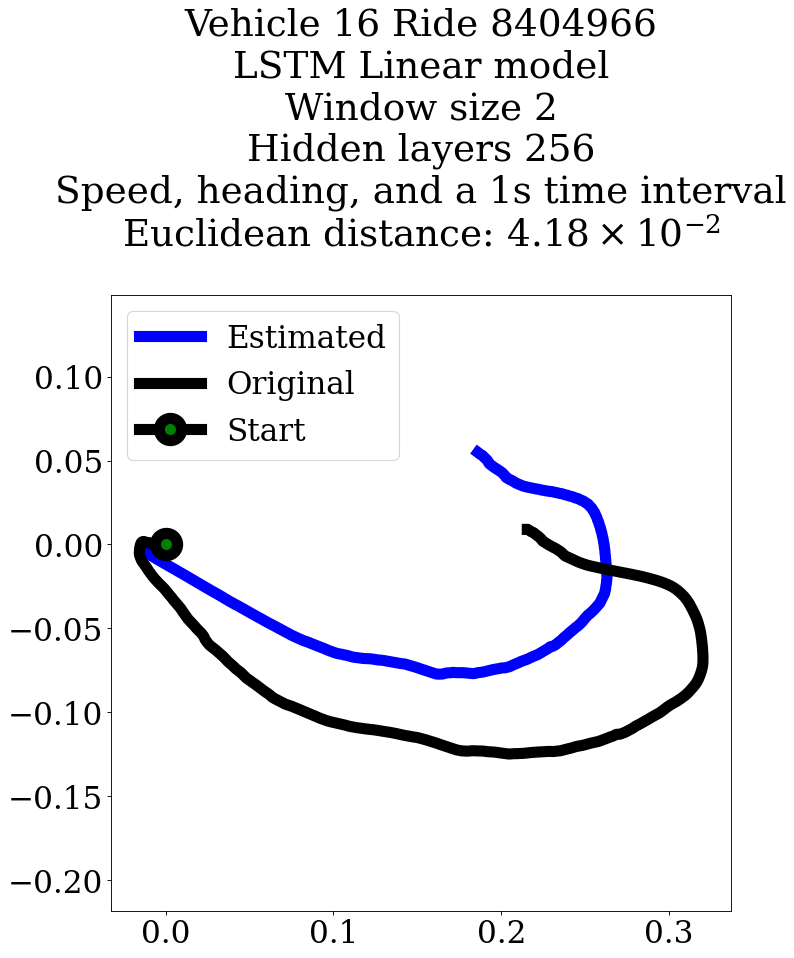 Vehicle 16 Ride 8404966
LSTM Linear model
Window size 2
Hidden layers 256
Speed, heading, and a 1s time interval
Euclidean distance: 4.18 × 10⁻²
Estimated
Original
Start
0.10
0.05
0.00
−0.05
−0.10
−0.15
−0.20
0.0 0.1 0.2 0.3